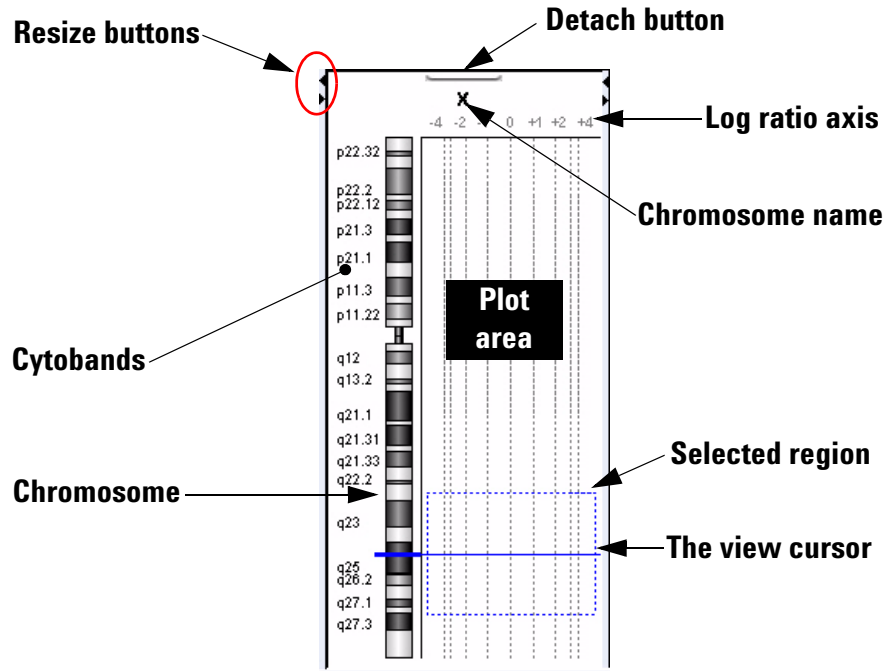 Detach button
Resize buttons
X
-4 -2 0 +1 +2 +4
Log ratio axis
Chromosome name
p22.32
p22.2
p22.12
p21.3
p21.1
p11.3
p11.22
Plot
area
Cytobands
q12
q13.2
q21.1
q21.31
q21.33
q22.2
Selected region
Chromosome
q23
The view cursor
q25
q26.2
q27.1
q27.3